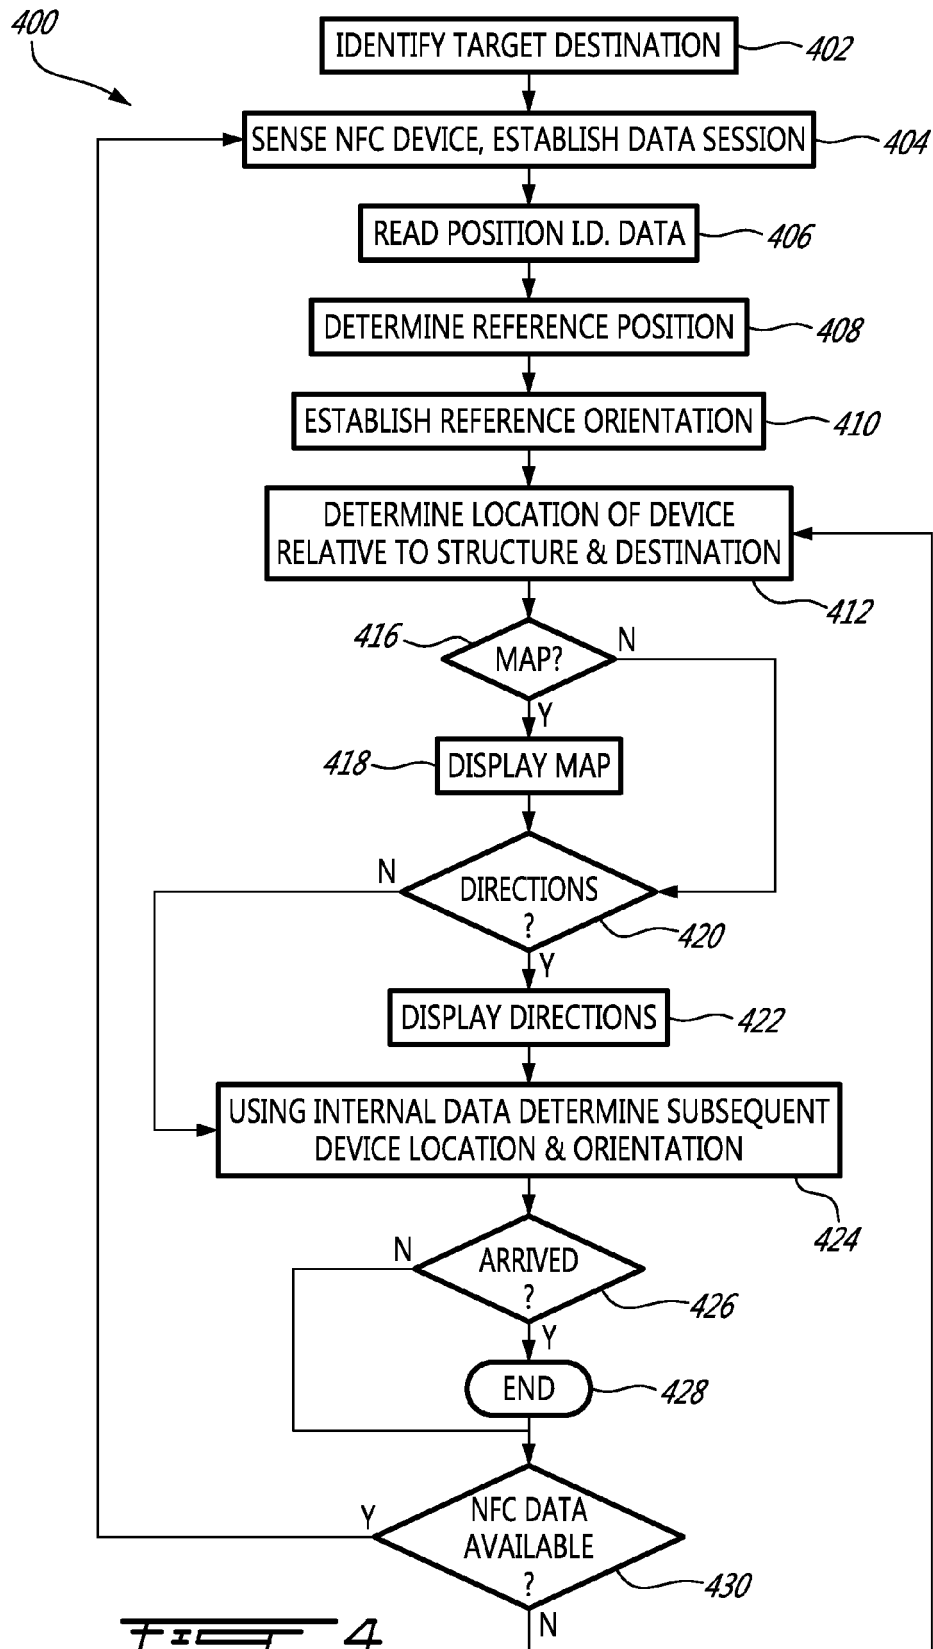 400
IDENTIFY TARGET DESTINATION
402
SENSE NFC DEVICE, ESTABLISH DATA SESSION
404
READ POSITION I.D. DATA
406
DETERMINE REFERENCE POSITION
408
ESTABLISH REFERENCE ORIENTATION
410
DETERMINE LOCATION OF DEVICE
RELATIVE TO STRUCTURE & DESTINATION
412
416
MAP?
N
Y
418
DISPLAY MAP
N
DIRECTIONS
?
420
Y
DISPLAY DIRECTIONS
422
USING INTERNAL DATA DETERMINE SUBSEQUENT
DEVICE LOCATION & ORIENTATION
424
N
ARRIVED
?
426
Y
END
428
Y
NFC DATA
AVAILABLE
?
430
N
FIG 4